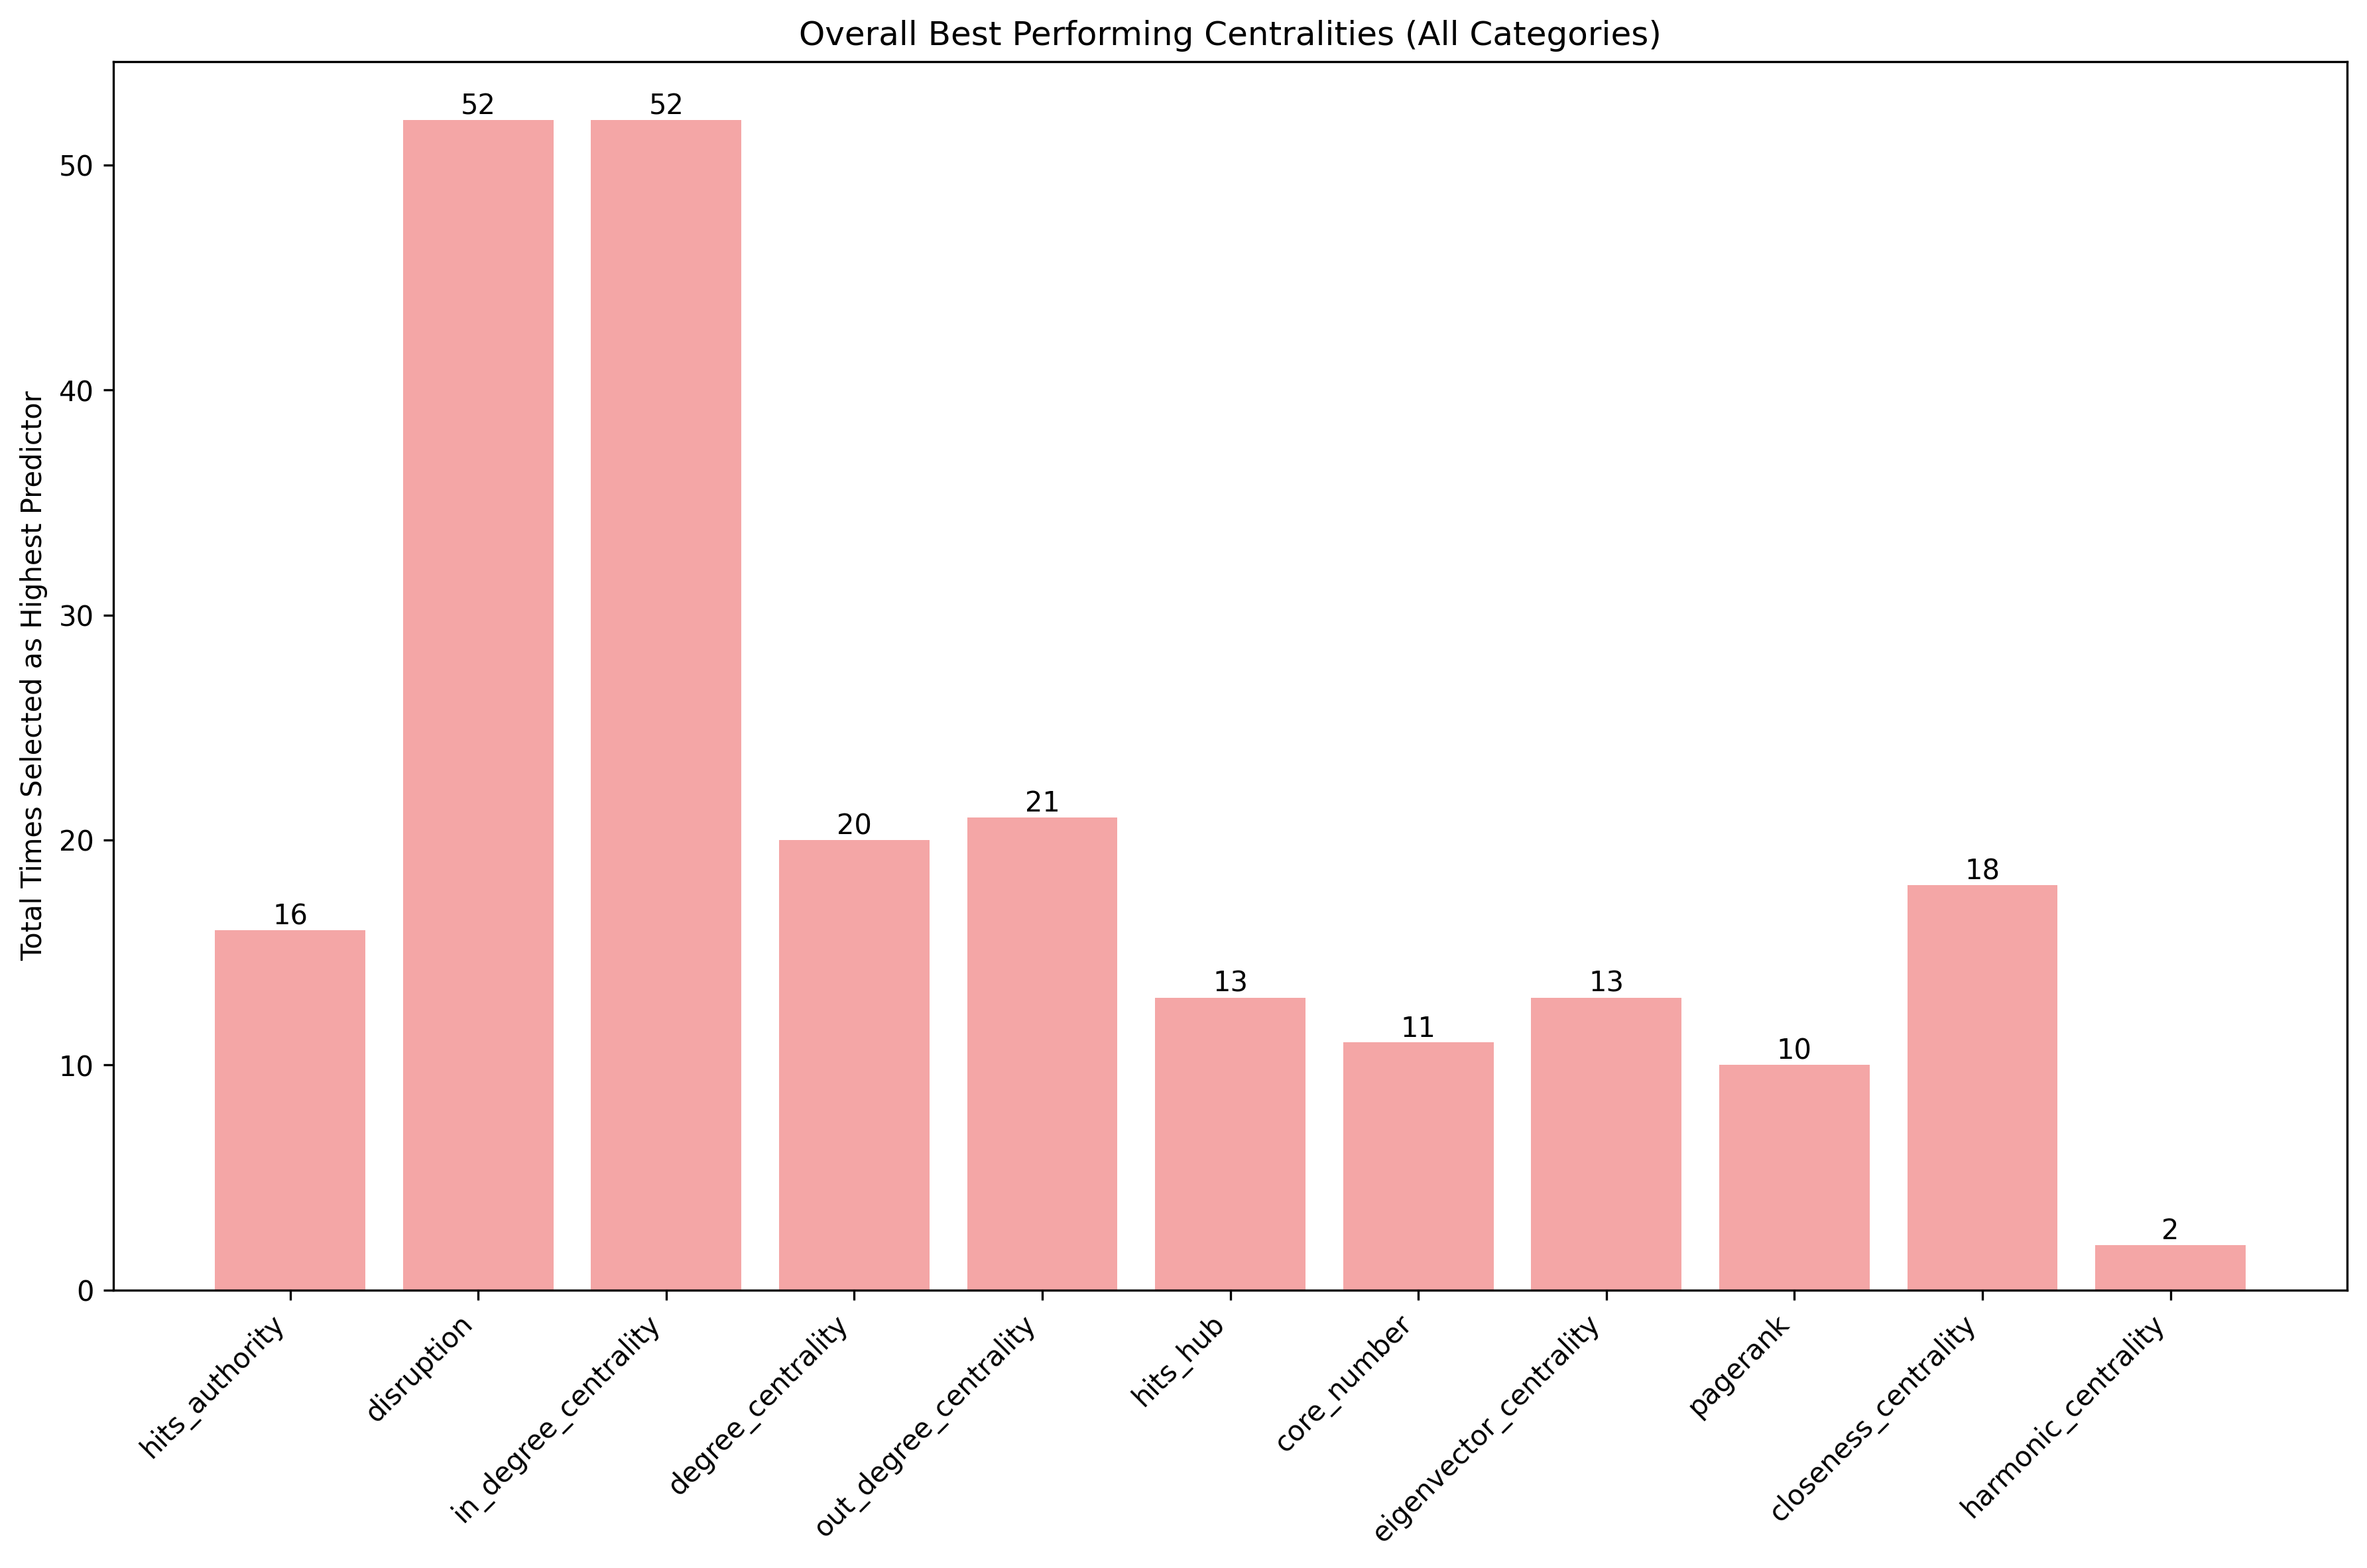 Overall Best Performing Centralities (All Categories)
Total Times Selected as Highest Predictor
50
40
30
20
10
0
16
52
52
20
21
13
11
13
10
18
2
hits_authority
disruption
in_degree_centrality
degree_centrality
out_degree_centrality
hits_hub
core_number
eigenvector_centrality
pagerank
closeness_centrality
harmonic_centrality